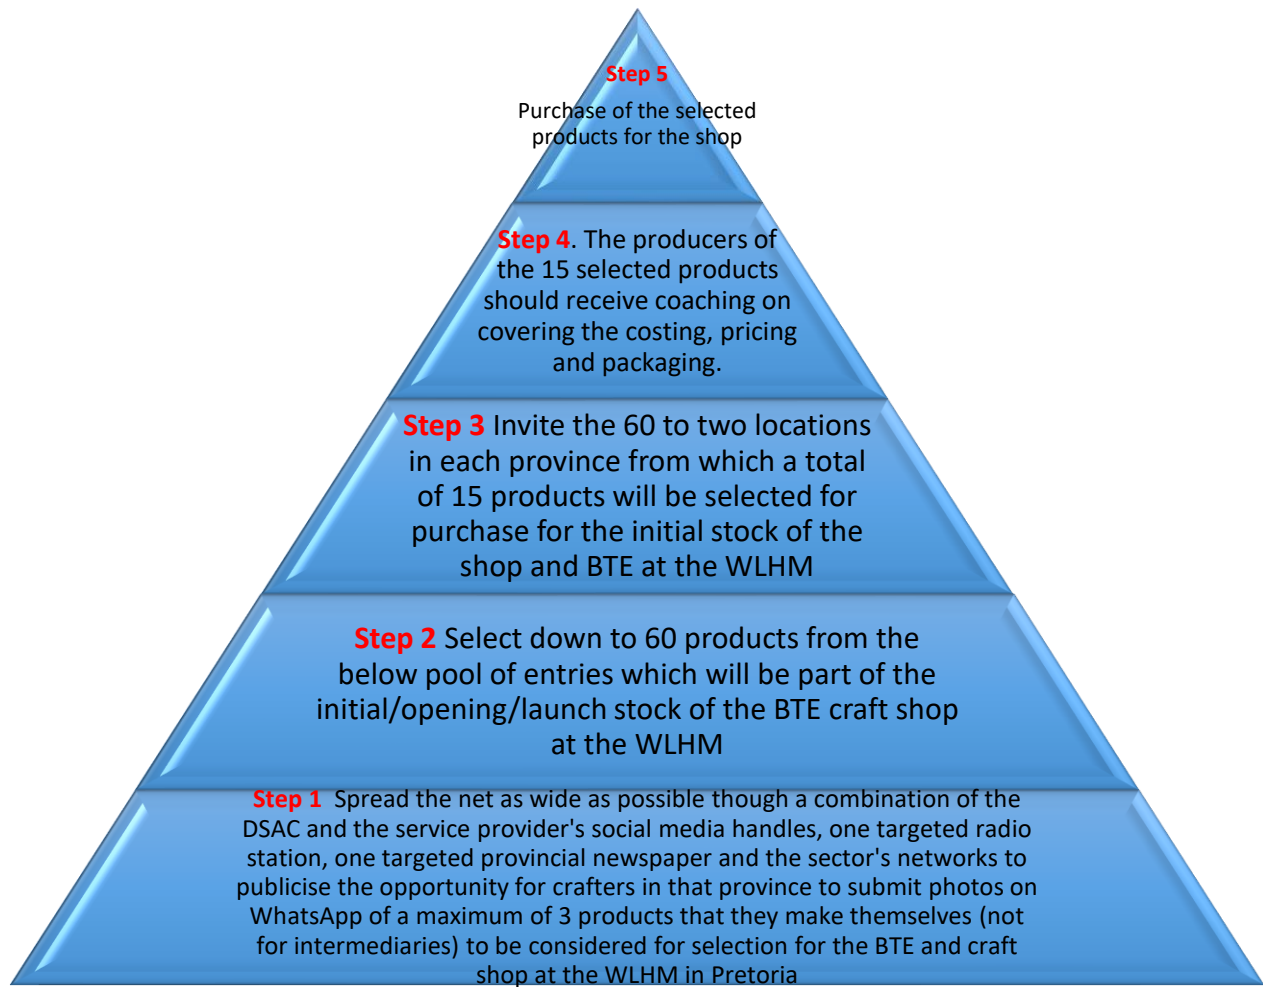 Step 5
Purchase of the selected
products for the shop
Step 4. The producers of
the 15 selected products
should receive coaching on
covering the costing, pricing
and packaging.
Step 3 Invite the 60 to two locations
in each province from which a total
of 15 products will be selected for
purchase for the initial stock of the
shop and BTE at the WLHM
Step 2 Select down to 60 products from the
below pool of entries which will be part of the
initial/opening/launch stock of the BTE craft shop
at the WLHM
Step 1 Spread the net as wide as possible though a combination of the
DSAC and the service provider's social media handles, one targeted radio
station, one targeted provincial newspaper and the sector's networks to
publicise the opportunity for crafters in that province to submit photos on
WhatsApp of a maximum of 3 products that they make themselves (not
for intermediaries) to be considered for selection for the BTE and craft
shop at the WLHM in Pretoria